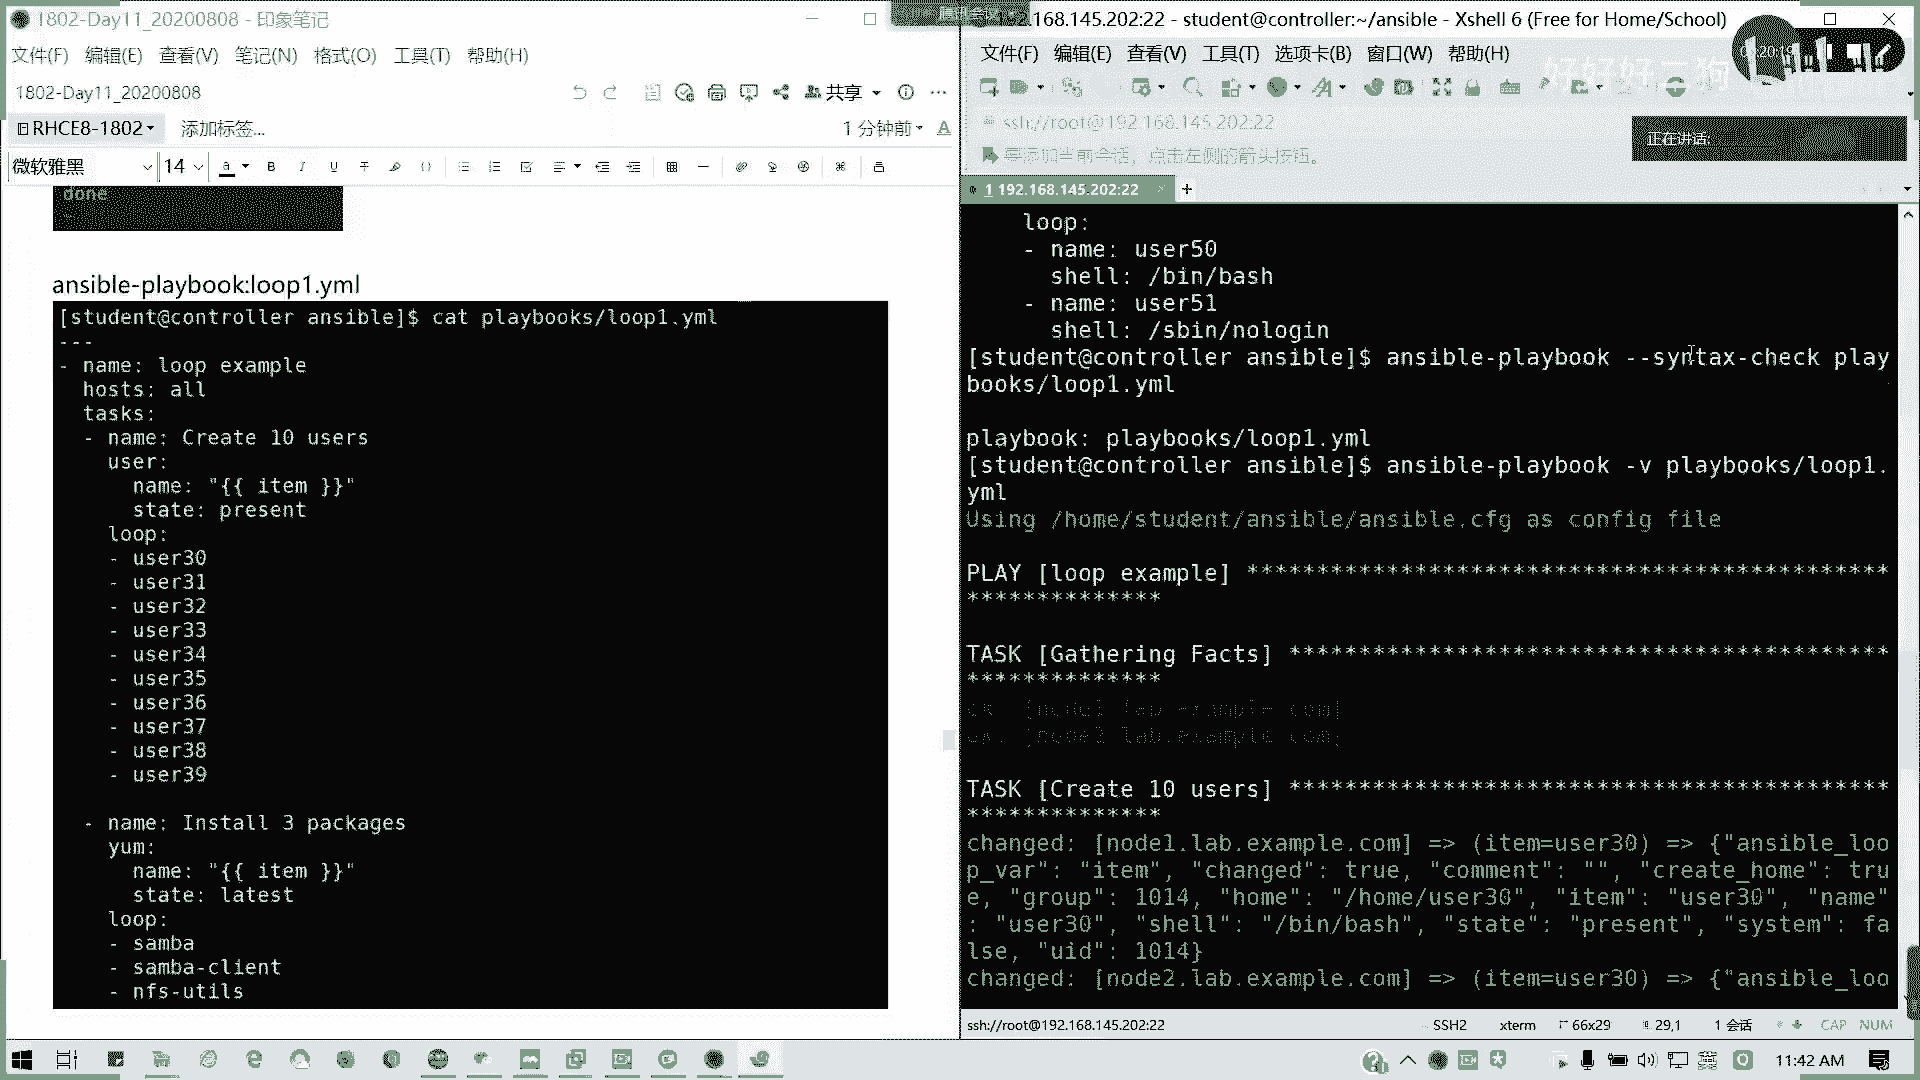 1802-Day11_20200808 - 印象笔记
文件(F) 编辑(E) 查看(V) 笔记(N) 格式(O) 工具(T) 帮助(H)
1802-Day11_20200808
共享
RHCE8-1802 添加标签... 1 分钟前
微软雅黑 14
done
ansible-playbook:loop1.yml
[student@controller ansible]$ cat playbooks/loop1.yml
---
- name: loop example
hosts: all
tasks:
- name: Create 10 users
user:
name: "{{ item }}"
state: present
loop:
- user30
- user31
- user32
- user33
- user34
- user35
- user36
- user37
- user38
- user39
- name: Install 3 packages
yum:
name: "{{ item }}"
state: latest
loop:
- samba
- samba-client
- nfs-utils
.168.145.202:22 - student@controller:~/ansible - Xshell 6 (Free for Home/School)
文件(F) 编辑(E) 查看(V) 工具(T) 选项卡(B) 窗口(W) 帮助(H)
好好好二狗
ssh://root@192.168.145.202:22
要添加当前会话，点击左侧的箭头按钮。
正在讲话:
1 192.168.145.202:22
loop:
- name: user50
shell: /bin/bash
- name: user51
shell: /sbin/nologin
[student@controller ansible]$ ansible-playbook --syntax-check play
books/loop1.yml
playbook: playbooks/loop1.yml
[student@controller ansible]$ ansible-playbook -v playbooks/loop1.
yml
Using /home/student/ansible/ansible.cfg as config file
PLAY [loop example] **********************************************
**************
TASK [Gathering Facts] *******************************************
**************
ok: [node1.lab.example.com]
ok: [node2.lab.example.com]
TASK [Create 10 users] *******************************************
**************
changed: [node1.lab.example.com] => (item=user30) => {"ansible_loo
p_var": "item", "changed": true, "comment": "", "create_home": tru
e, "group": 1014, "home": "/home/user30", "item": "user30", "name"
: "user30", "shell": "/bin/bash", "state": "present", "system": fa
lse, "uid": 1014}
changed: [node2.lab.example.com] => (item=user30) => {"ansible_loo
ssh://root@192.168.145.202:22 SSH2 xterm 66x29 29,1 1 会话 CAP NUM
英 11:42 AM